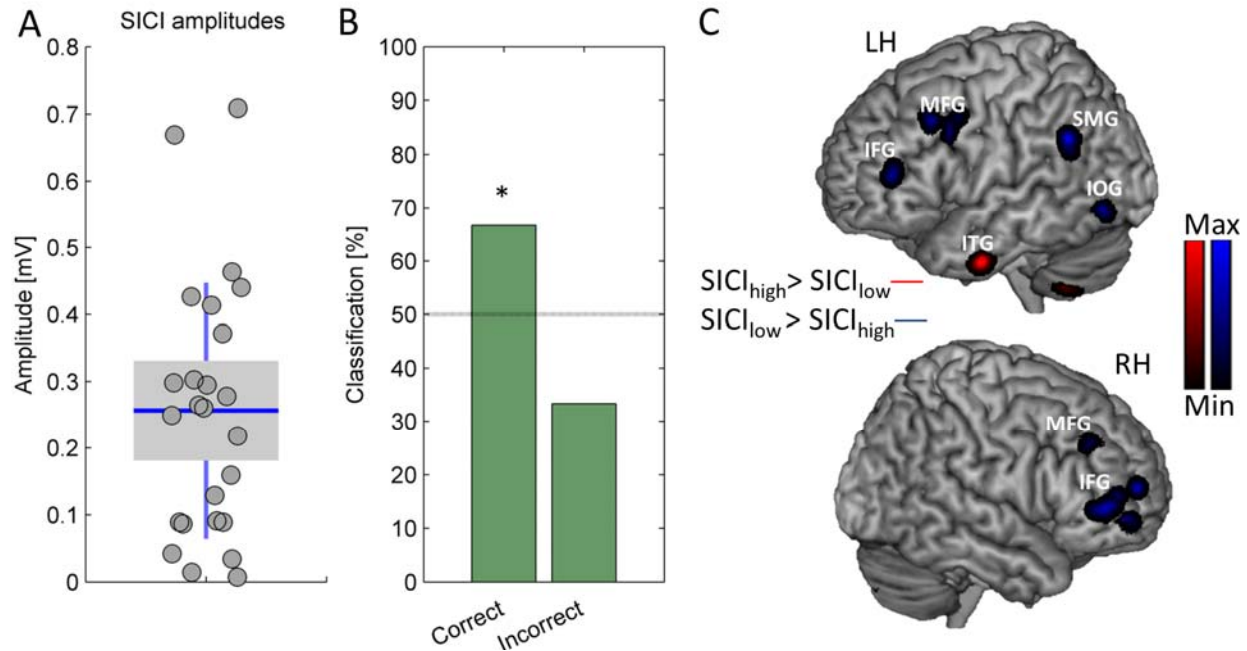 A
SICI amplitudes
Amplitude [mV]
0.8
0.7
0.6
0.5
0.4
0.3
0.2
0.1
0
B
Classification [%]
100
90
80
70
60
50
40
30
20
10
0
*
Correct
Incorrect
C
LH
MFG
SMG
IFG
IOG
ITG
SICIhigh > SICIlow
SICIlow > SICIhigh
Max
Min
RH
MFG
IFG